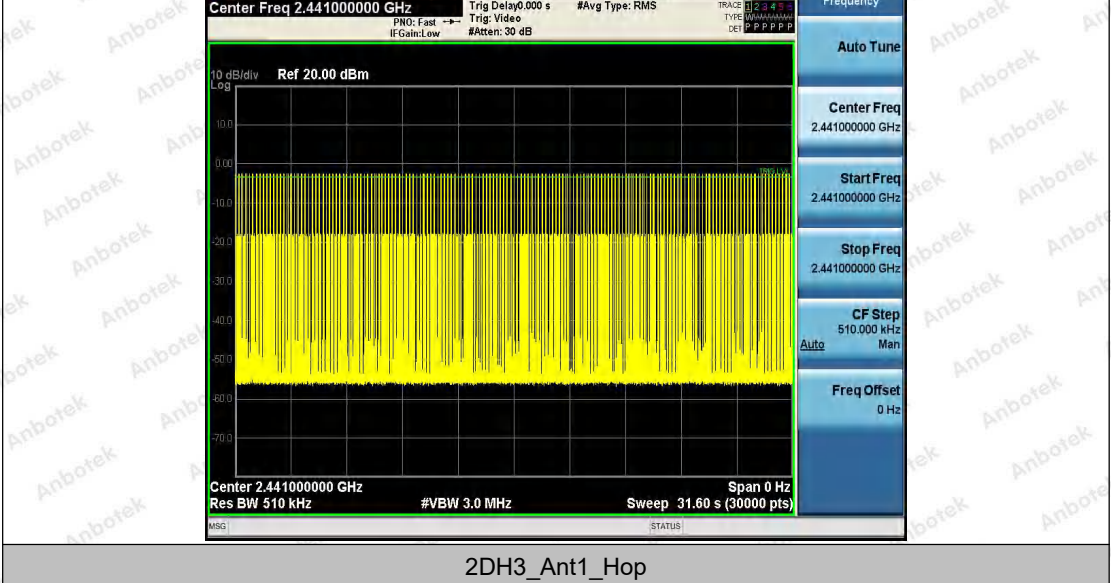 Center Freq 2.441000000 GHz
PNO: Fast
IFGain:Low
Trig Delay0.000 s
Trig: Video
#Atten: 30 dB
#Avg Type: RMS
TRACE 1 2 3 4 5 6
TYPE
DET P P P P P P
Frequency
10 dB/div
Log
Ref 20.00 dBm
10.0
0.00
-10.0
-20.0
-30.0
-40.0
-50.0
-60.0
-70.0
TRIG LVL
Center 2.441000000 GHz
Span 0 Hz
Res BW 510 kHz
#VBW 3.0 MHz
Sweep 31.60 s (30000 pts)
MSG
STATUS
Auto Tune
Center Freq
2.441000000 GHz
Start Freq
2.441000000 GHz
Stop Freq
2.441000000 GHz
CF Step
510.000 kHz
Auto Man
Freq Offset
0 Hz
2DH3_Ant1_Hop
Anbotek